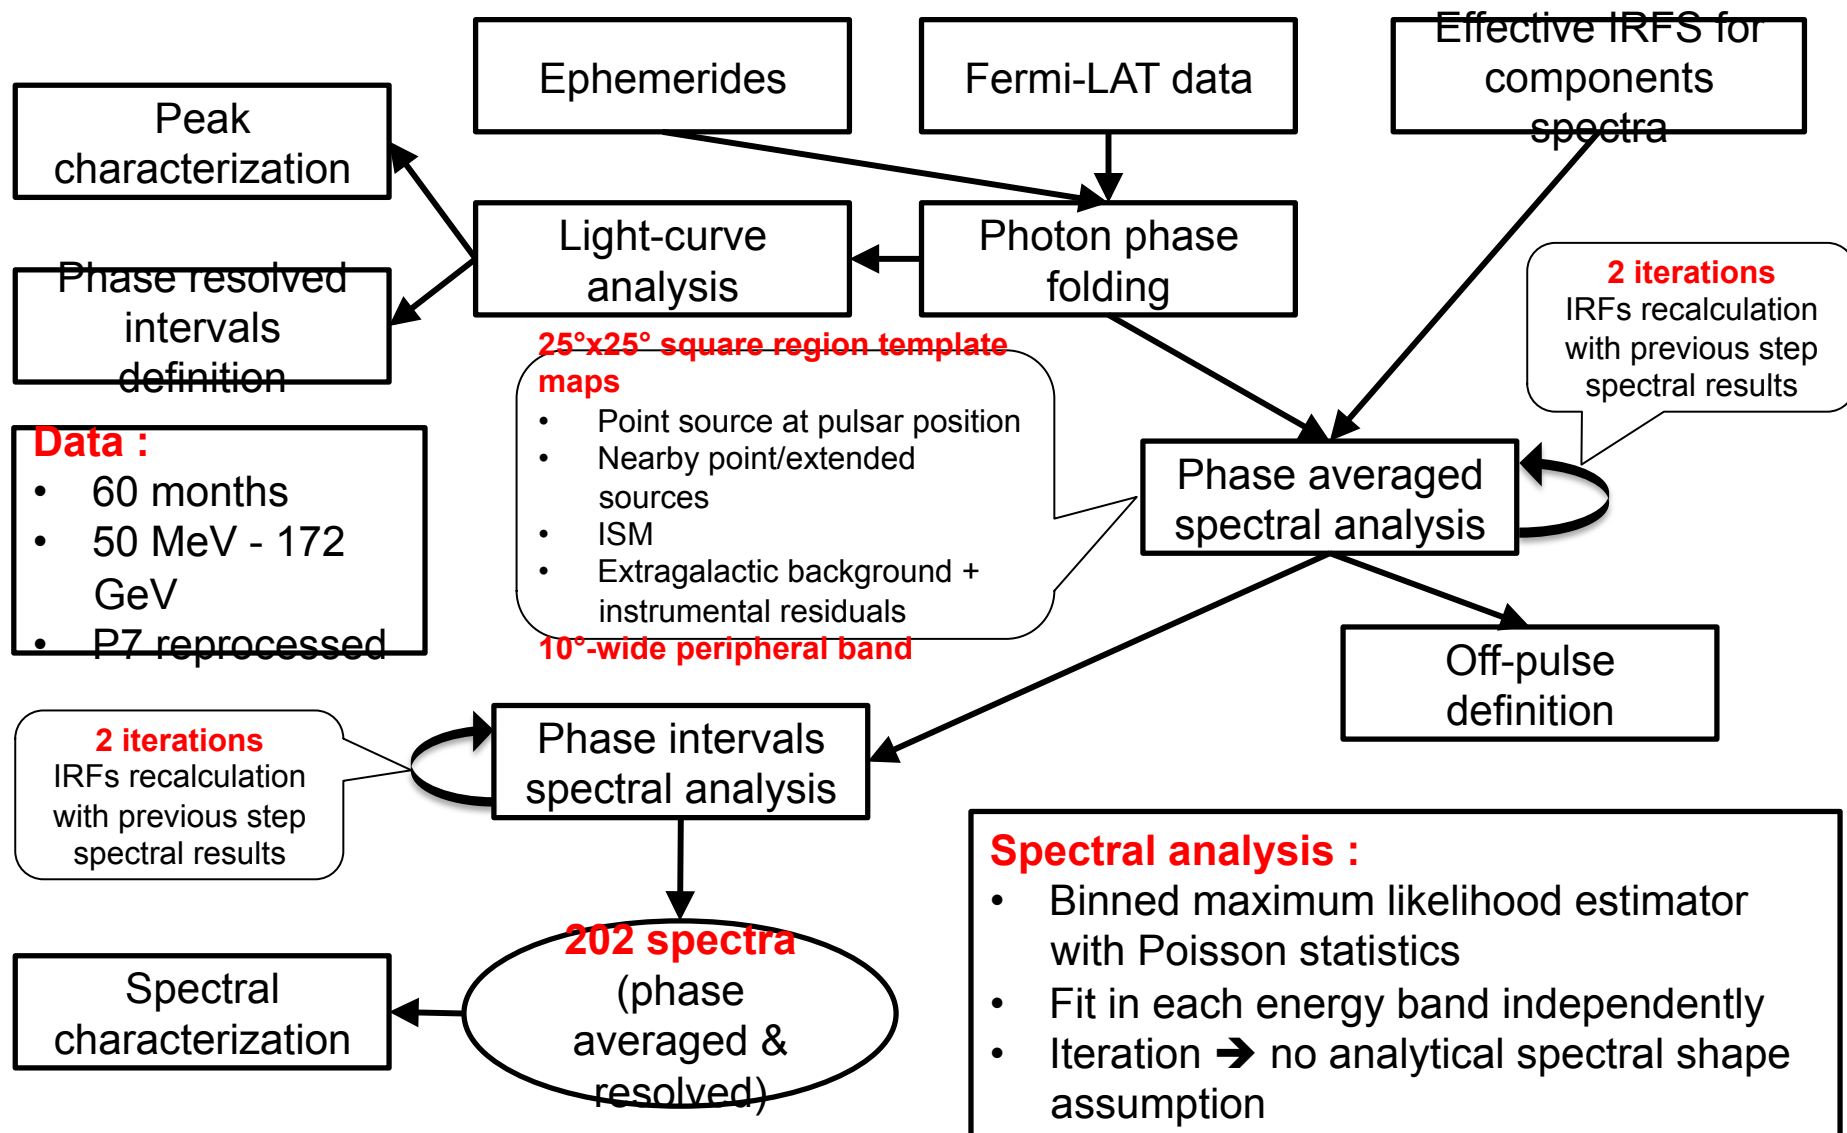 Ephemerides
Fermi-LAT data
Effective IRFS for
components
spectra
Peak
characterization
Light-curve
analysis
Photon phase
folding
Phase resolved
intervals
definition
2 iterations
IRFs recalculation
with previous step
spectral results
25°x25° square region template
maps
• Point source at pulsar position
• Nearby point/extended
sources
• ISM
• Extragalactic background +
instrumental residuals
10°-wide peripheral band
Data :
• 60 months
• 50 MeV - 172
GeV
• P7 reprocessed
Phase averaged
spectral analysis
Off-pulse
definition
2 iterations
IRFs recalculation
with previous step
spectral results
Phase intervals
spectral analysis
202 spectra
(phase
averaged &
resolved)
Spectral
characterization
Spectral analysis :
• Binned maximum likelihood estimator
with Poisson statistics
• Fit in each energy band independently
• Iteration ➔ no analytical spectral shape
assumption